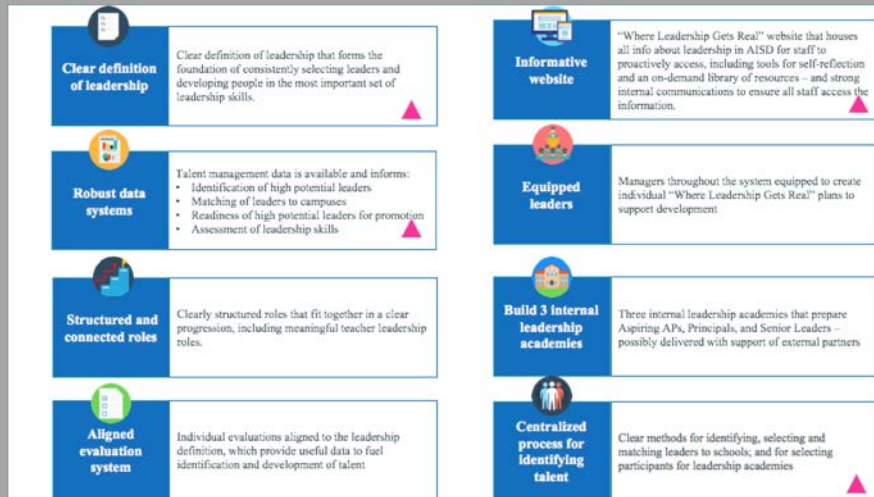 Clear definition
of leadership
Clear definition of leadership that forms the
foundation of consistently selecting leaders and
developing people in the most important set of
leadership skills.
Robust data
systems
Talent management data is available and informs:
• Identification of high potential leaders
• Matching of leaders to campuses
• Readiness of high potential leaders for promotion
• Assessment of leadership skills
Structured and
connected roles
Clearly structured roles that fit together in a clear
progression, including meaningful teacher leadership
roles.
Aligned
evaluation
system
Individual evaluations aligned to the leadership
definition, which provide useful data to fuel
identification and development of talent
Informative
website
“Where Leadership Gets Real” website that houses
all info about leadership in AISD for staff to
proactively access, including tools for self-reflection
and an on-demand library of resources – and strong
internal communications to ensure all staff access the
information.
Equipped
leaders
Managers throughout the system equipped to create
individual “Where Leadership Gets Real” plans to
support development
Build 3 internal
leadership
academies
Three internal leadership academies that prepare
Aspiring APs, Principals, and Senior Leaders –
possibly delivered with support of external partners
Centralized
process for
identifying
talent
Clear methods for identifying, selecting and
matching leaders to schools; and for selecting
participants for leadership academies